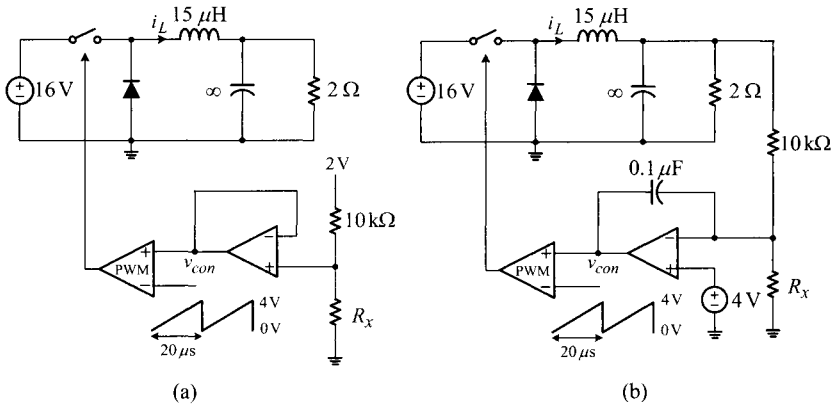 15 μH
i_L
16 V
∞
2 Ω
2 V
10 kΩ
PWM
+
−
v_con
−
+
R_x
4 V
0 V
20 μs
(a)
15 μH
i_L
16 V
∞
2 Ω
10 kΩ
0.1 μF
PWM
+
−
v_con
−
+
4 V
R_x
4 V
0 V
20 μs
(b)